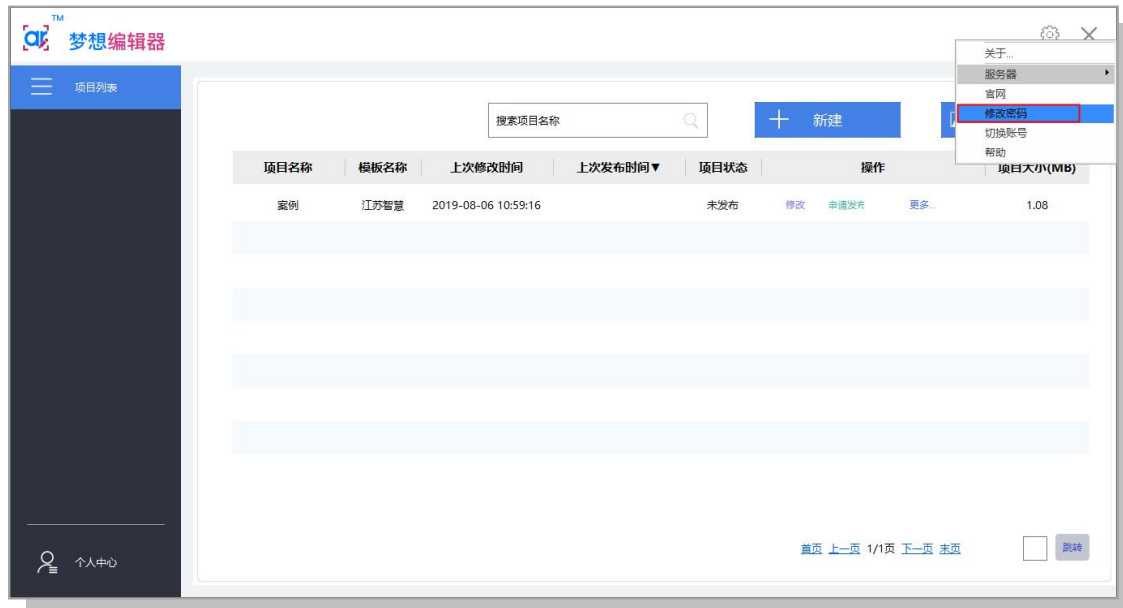 TM
ar 梦想编辑器
关于...
项目列表
服务器
官网
搜索项目名称
新建
修改密码
切换账号
帮助
项目名称 模板名称 上次修改时间 上次发布时间▼ 项目状态 操作 项目大小(MB)
案例 江苏智慧 2019-08-06 10:59:16 未发布 修改 申请发布 更多... 1.08
首页 上一页 1/1页 下一页 末页 跳转
个人中心